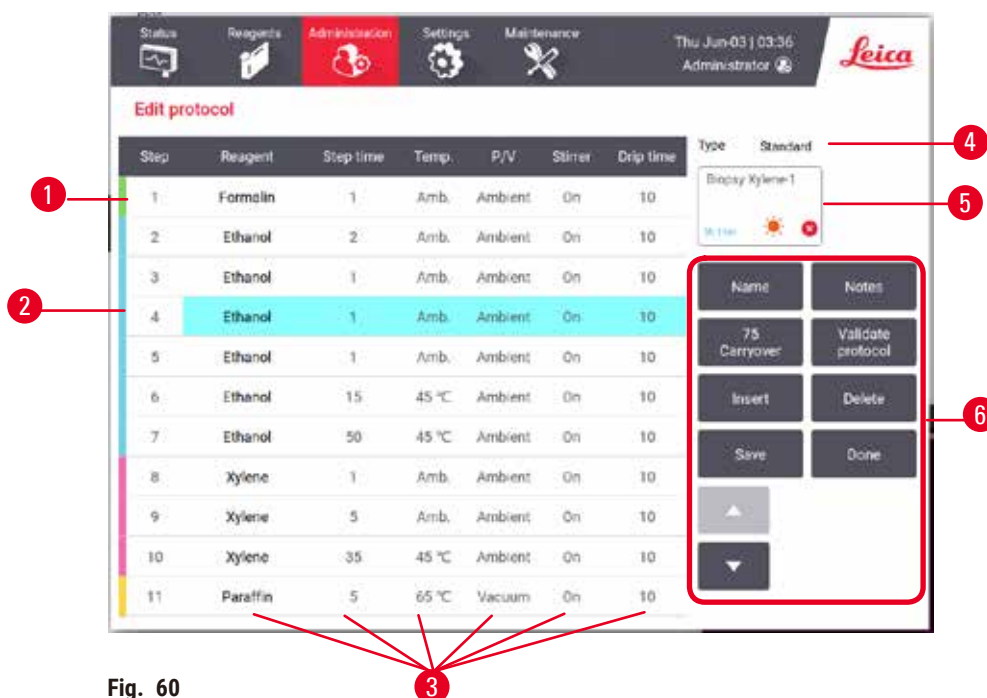 Status Reagents Administration Settings Maintenance Thu Jun-03 | 03:36
Administrator
Leica
Edit protocol
Step Reagent Step time Temp. P/V Stirrer Drip time
1 Formalin 1 Amb. Ambient On 10
2 Ethanol 2 Amb. Ambient On 10
3 Ethanol 1 Amb. Ambient On 10
4 Ethanol 1 Amb. Ambient On 10
5 Ethanol 1 Amb. Ambient On 10
6 Ethanol 15 45 °C Ambient On 10
7 Ethanol 50 45 °C Ambient On 10
8 Xylene 1 Amb. Ambient On 10
9 Xylene 5 Amb. Ambient On 10
10 Xylene 35 45 °C Ambient On 10
11 Paraffin 5 65 °C Vacuum On 10
Type Standard
Biopsy Xylene-1
Name Notes
75 Carryover
Validate protocol
Insert Delete
Save Done
1
2
3
4
5
6
Fig. 60